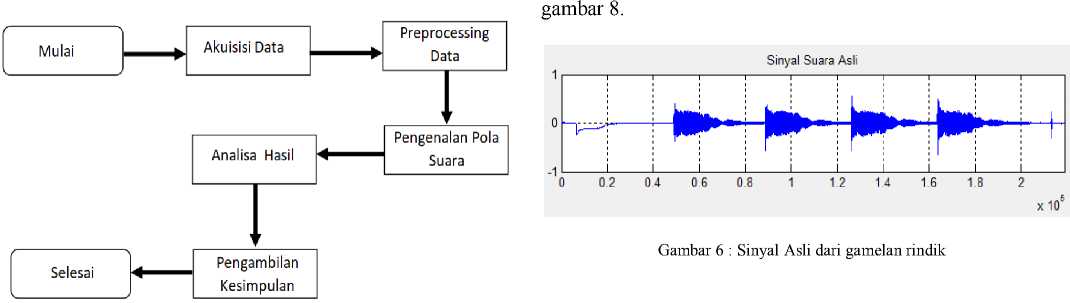 Mulai
Akuisisi Data
Preprocessing
Data
Pengenalan Pola
Suara
Analisa Hasil
Pengambilan
Kesimpulan
Selesai
gambar 8.
Sinyal Suara Asli
1
0
-1
0 0.2 0.4 0.6 0.8 1 1.2 1.4 1.6 1.8 2
x 10^5
Gambar 6 : Sinyal Asli dari gamelan rindik